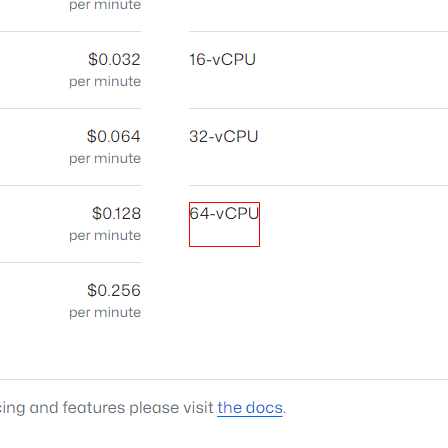 per minute
$0.032
per minute
16-vCPU
$0.064
per minute
32-vCPU
$0.128
per minute
64-vCPU
$0.256
per minute
cing and features please visit the docs.